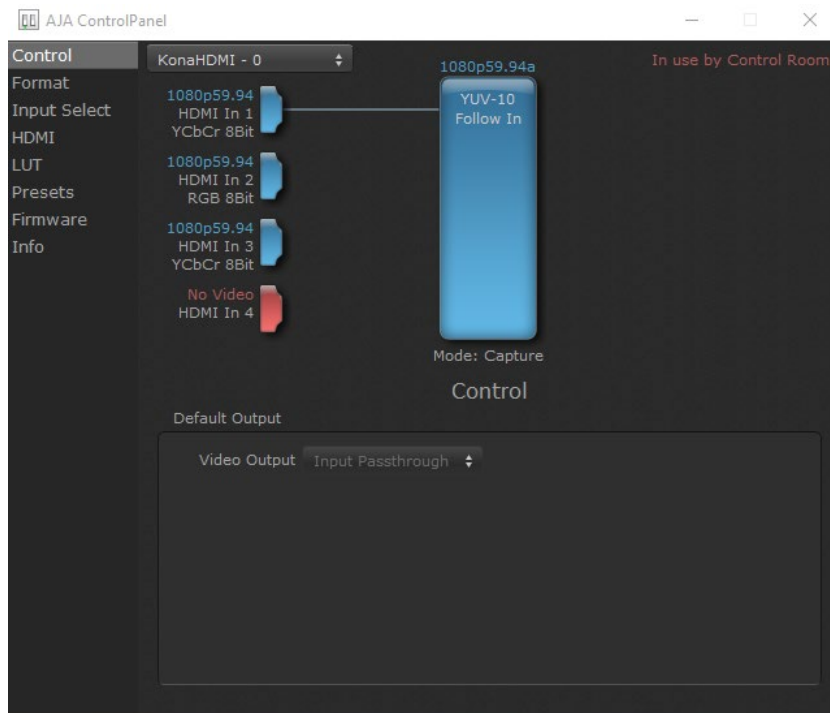 AJA ControlPanel
Control
Format
Input Select
HDMI
LUT
Presets
Firmware
Info
KonaHDMI - 0
In use by Control Room
1080p59.94
HDMI In 1
YCbCr 8Bit
1080p59.94
HDMI In 2
RGB 8Bit
1080p59.94
HDMI In 3
YCbCr 8Bit
No Video
HDMI In 4
1080p59.94a
YUV-10
Follow In
Mode: Capture
Control
Default Output
Video Output Input Passthrough